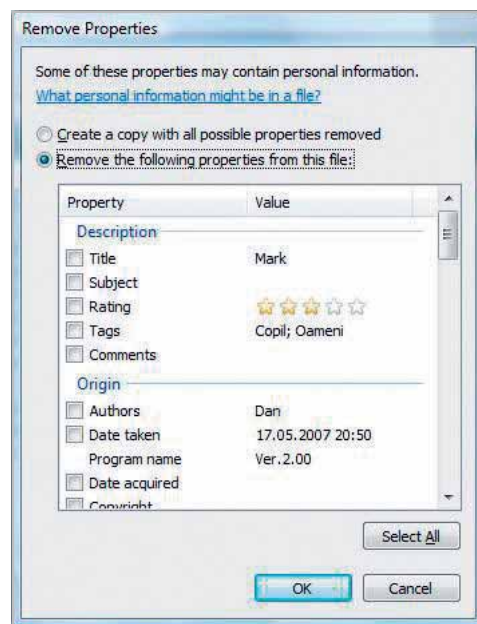 Remove Properties
Some of these properties may contain personal information.
What personal information might be in a file?
Create a copy with all possible properties removed
Remove the following properties from this file:
Property Value
Description
Title Mark
Subject
Rating
Tags Copil; Oameni
Comments
Origin
Authors Dan
Date taken 17.05.2007 20:50
Program name Ver.2.00
Date acquired
Copyright
Select All
OK Cancel